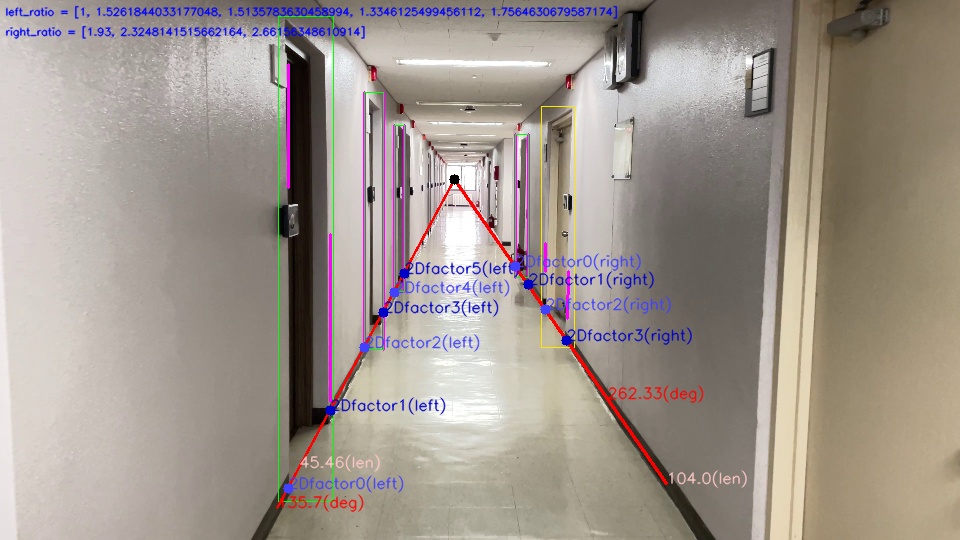 left_ratio = [1, 1.5261844033177048, 1.5135783630458994, 1.3346125499456112, 1.7564630679587174]
right_ratio = [1.93, 2.3248141515662164, 2.66156348610914]
2Dfactor0(right)
2Dfactor5(left)
2Dfactor1(right)
2Dfactor4(left)
2Dfactor2(right)
2Dfactor3(left)
2Dfactor3(right)
2Dfactor2(left)
262.33(deg)
2Dfactor1(left)
45.46(len)
104.0(len)
2Dfactor0(left)
35.7(deg)